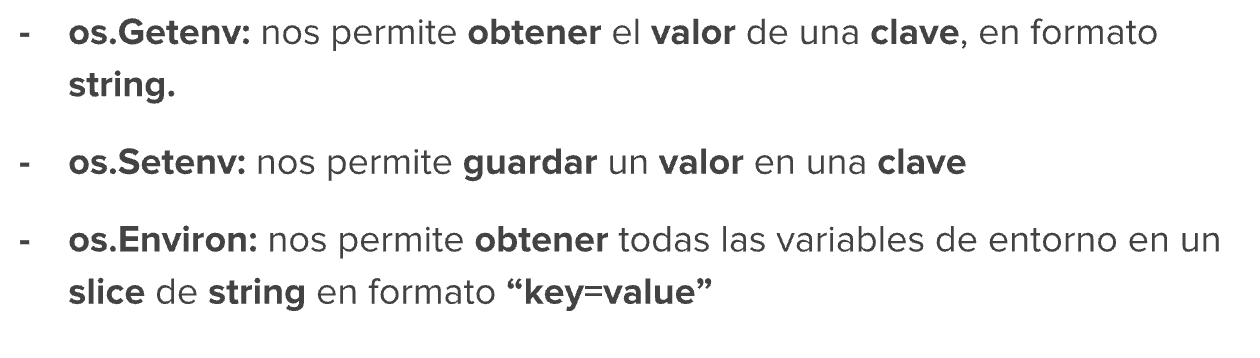 - os.Getenv: nos permite obtener el valor de una clave, en formato
string.
- os.Setenv: nos permite guardar un valor en una clave
- os.Environ: nos permite obtener todas las variables de entorno en un
slice de string en formato “key=value”